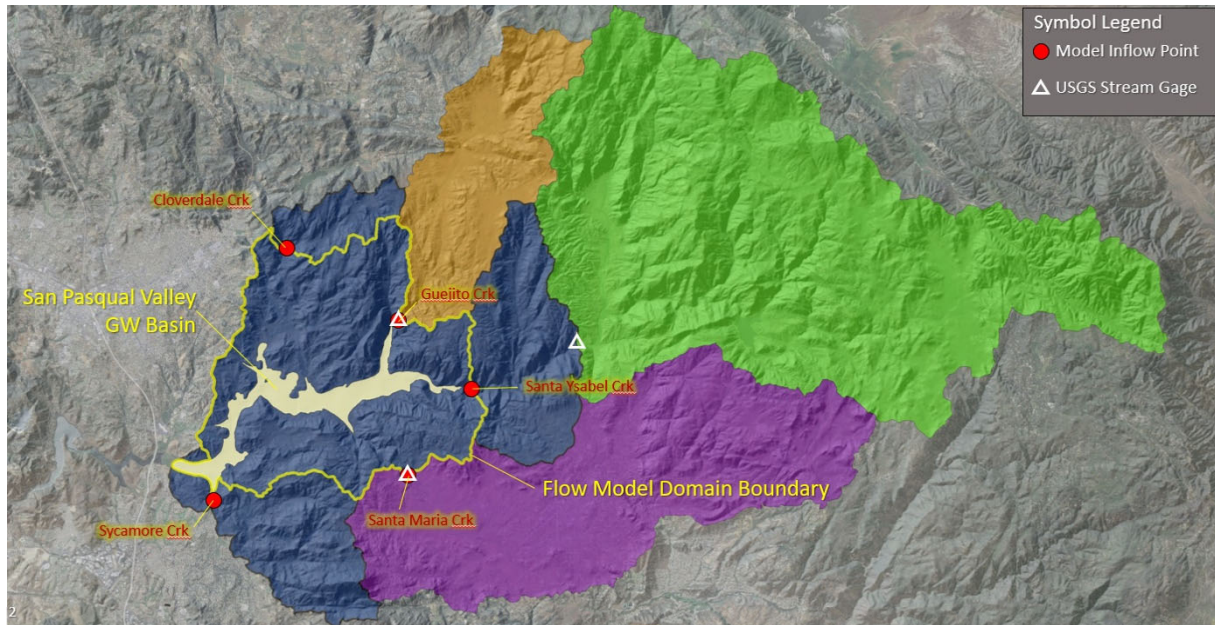 Symbol Legend
Model Inflow Point
USGS Stream Gage
Cloverdale Crk
San Pasqual Valley
GW Basin
Guejito Crk
Santa Ysabel Crk
Flow Model Domain Boundary
Santa Maria Crk
Sycamore Crk
2